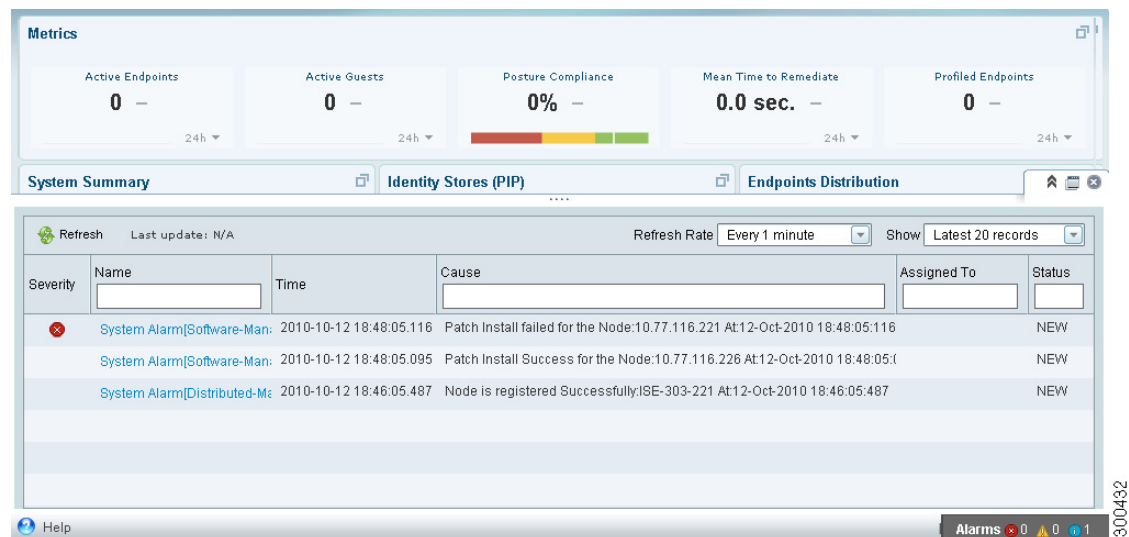 Metrics
Active Endpoints
0 –
24h
Active Guests
0 –
24h
Posture Compliance
0% –
Mean Time to Remediate
0.0 sec. –
24h
Profiled Endpoints
0 –
24h
System Summary
Identity Stores (PIP)
Endpoints Distribution
Refresh Last update: N/A Refresh Rate Every 1 minute Show Latest 20 records
Severity Name Time Cause Assigned To Status
System Alarm[Software-Man 2010-10-12 18:48:05.116 Patch Install failed for the Node:10.77.116.221 At:12-Oct-2010 18:48:05:116 NEW
System Alarm[Software-Man 2010-10-12 18:48:05.095 Patch Install Success for the Node:10.77.116.226 At:12-Oct-2010 18:48:05:( NEW
System Alarm[Distributed-Ma 2010-10-12 18:46:05.487 Node is registered Successfully:ISE-303-221 At:12-Oct-2010 18:46:05:487 NEW
Help
Alarms 0 0 1
300432